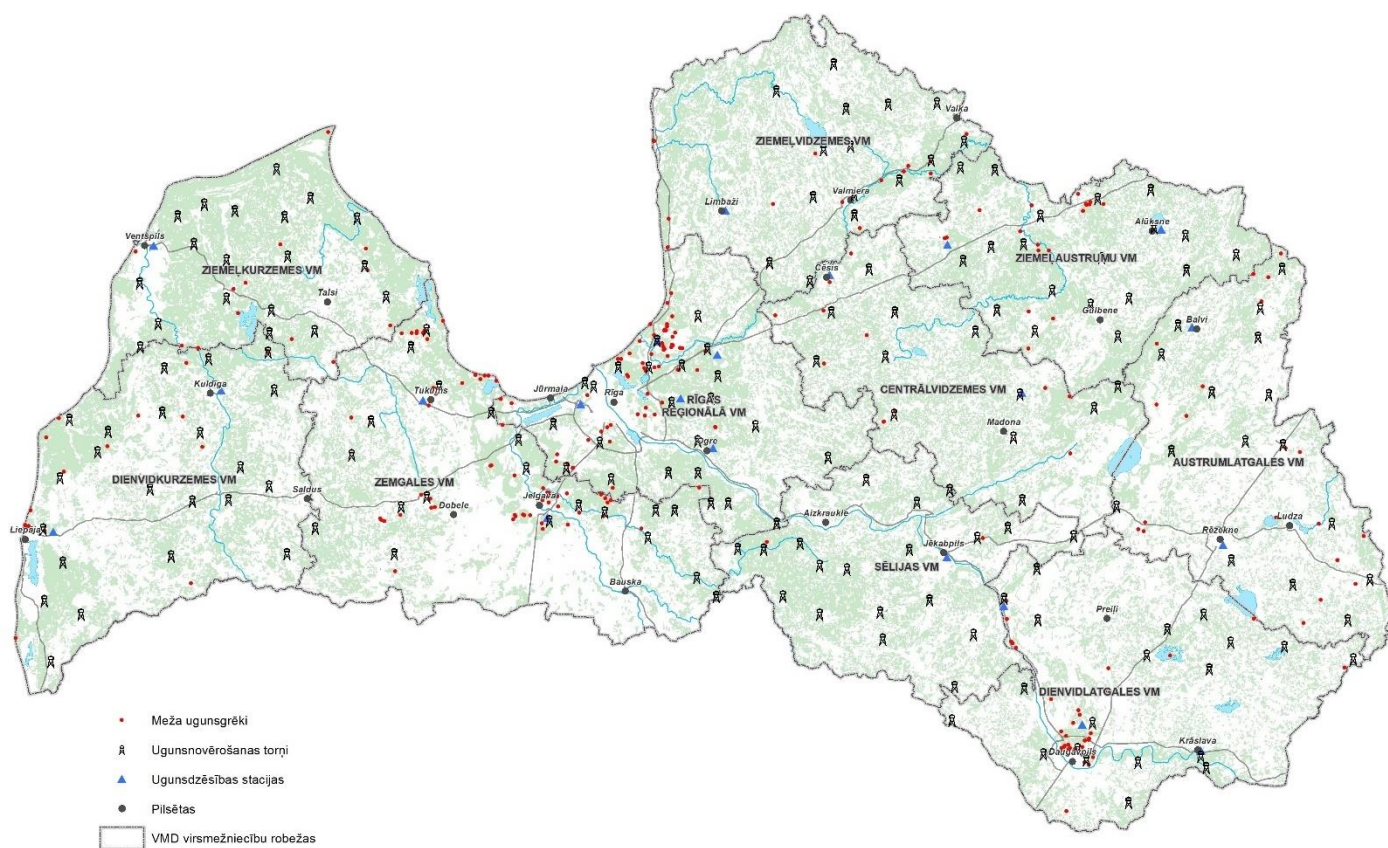 Valka
ZIEMEĻVIDZEMES VM
Limbaži
Valmiera
Alūksne
Ventspils
ZIEMEĻKURZEMES VM
Talsi
Cēsis
ZIEMEĻAUSTRUMU VM
Gulbene
Balvi
Kuldīga
Tukums
Jūrmala
Rīga
RĪGAS
REĢIONĀLĀ VM
CENTRĀLVIDZEMES VM
Madona
Ogre
AUSTRUMLATGALES VM
DIENVIDKURZEMES VM
ZEMGALES VM
Saldus
Dobele
Jelgava
Aizkraukle
Liepāja
Jēkabpils
Rēzekne
Ludza
SĒLIJAS VM
Bauska
Preiļi
DIENVIDLATGALES VM
Daugavpils
Krāslava
Meža ugunsgrēki
Ugunsnovērošanas torņi
Ugunsdzēsības stacijas
Pilsētas
VMD virsmežniecību robežas